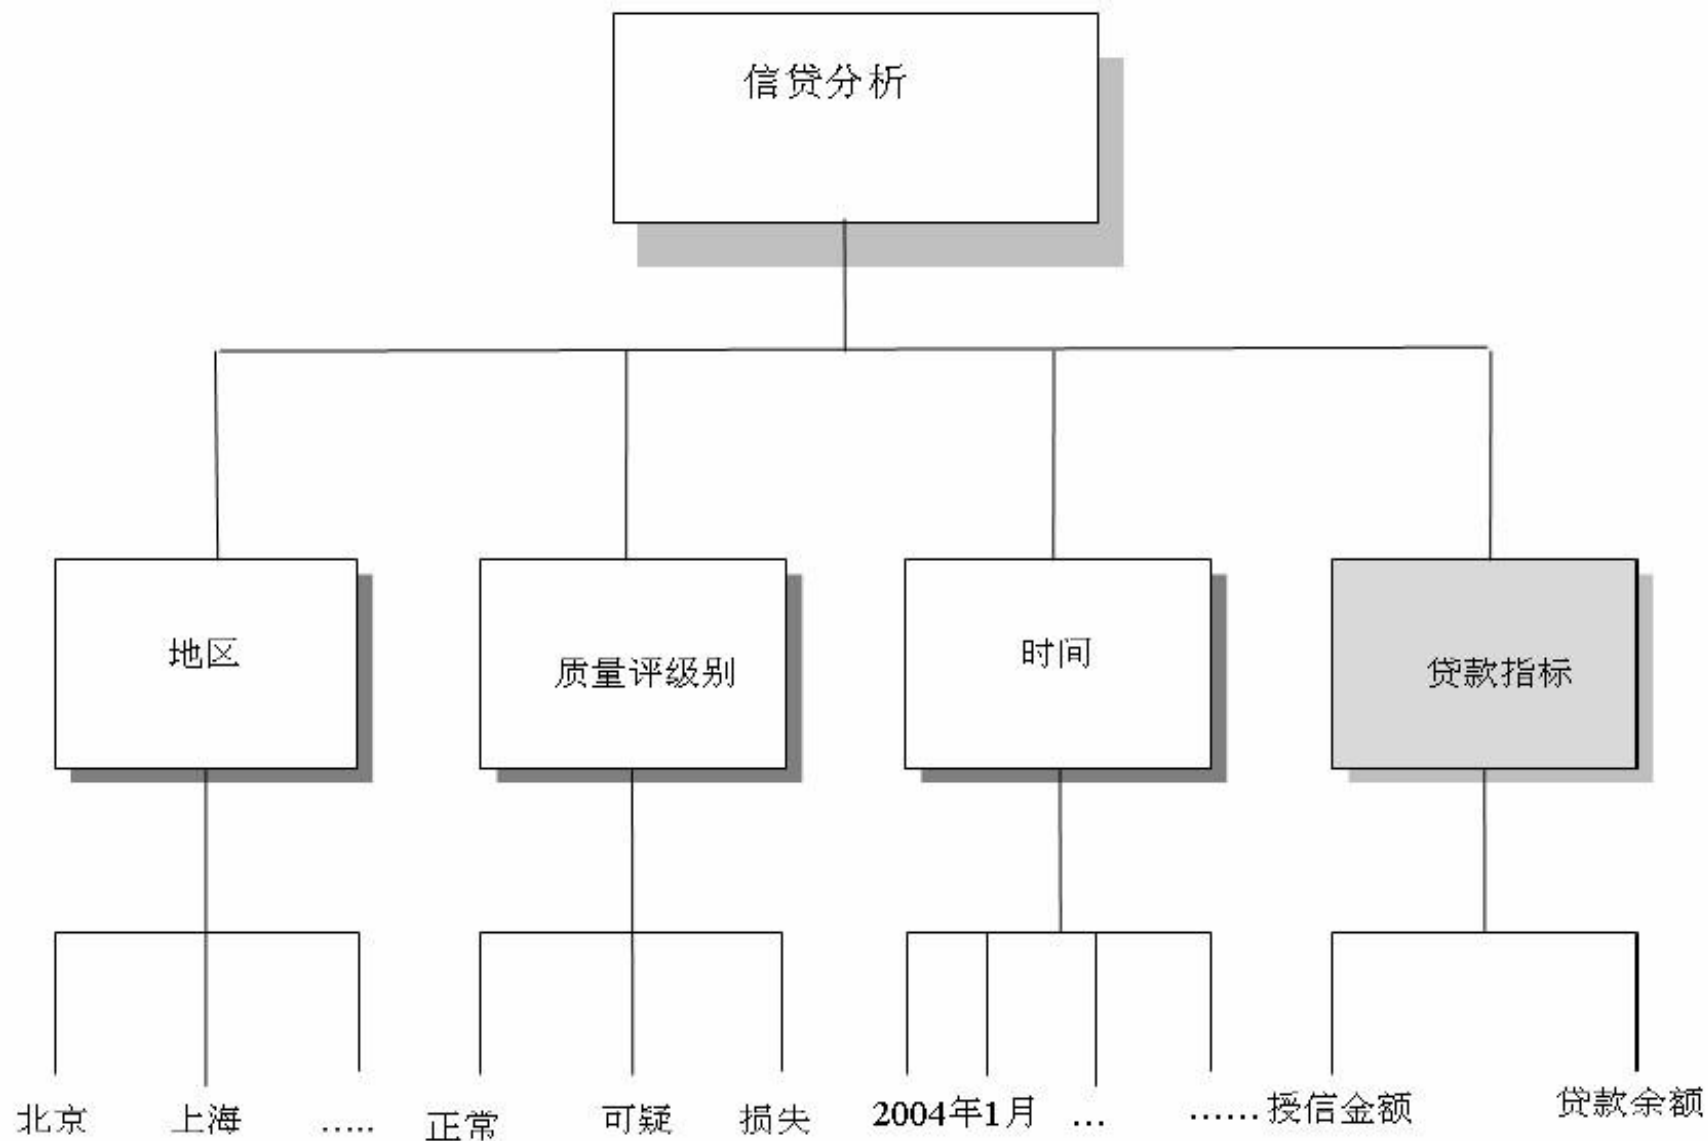 信贷分析
地区
质量评级别
时间
贷款指标
北京
上海
.....
正常
可疑
损失
2004年1月
...
......
授信金额
贷款余额